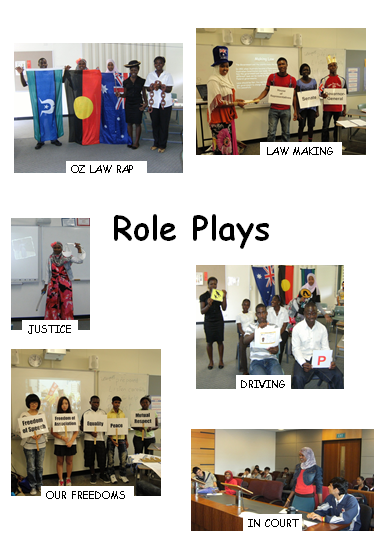 OZ LAW RAP
LAW MAKING
Role Plays
JUSTICE
DRIVING
P
Freedom of Speech
Freedom of Association
Equality
Peace
Mutual Respect
OUR FREEDOMS
IN COURT